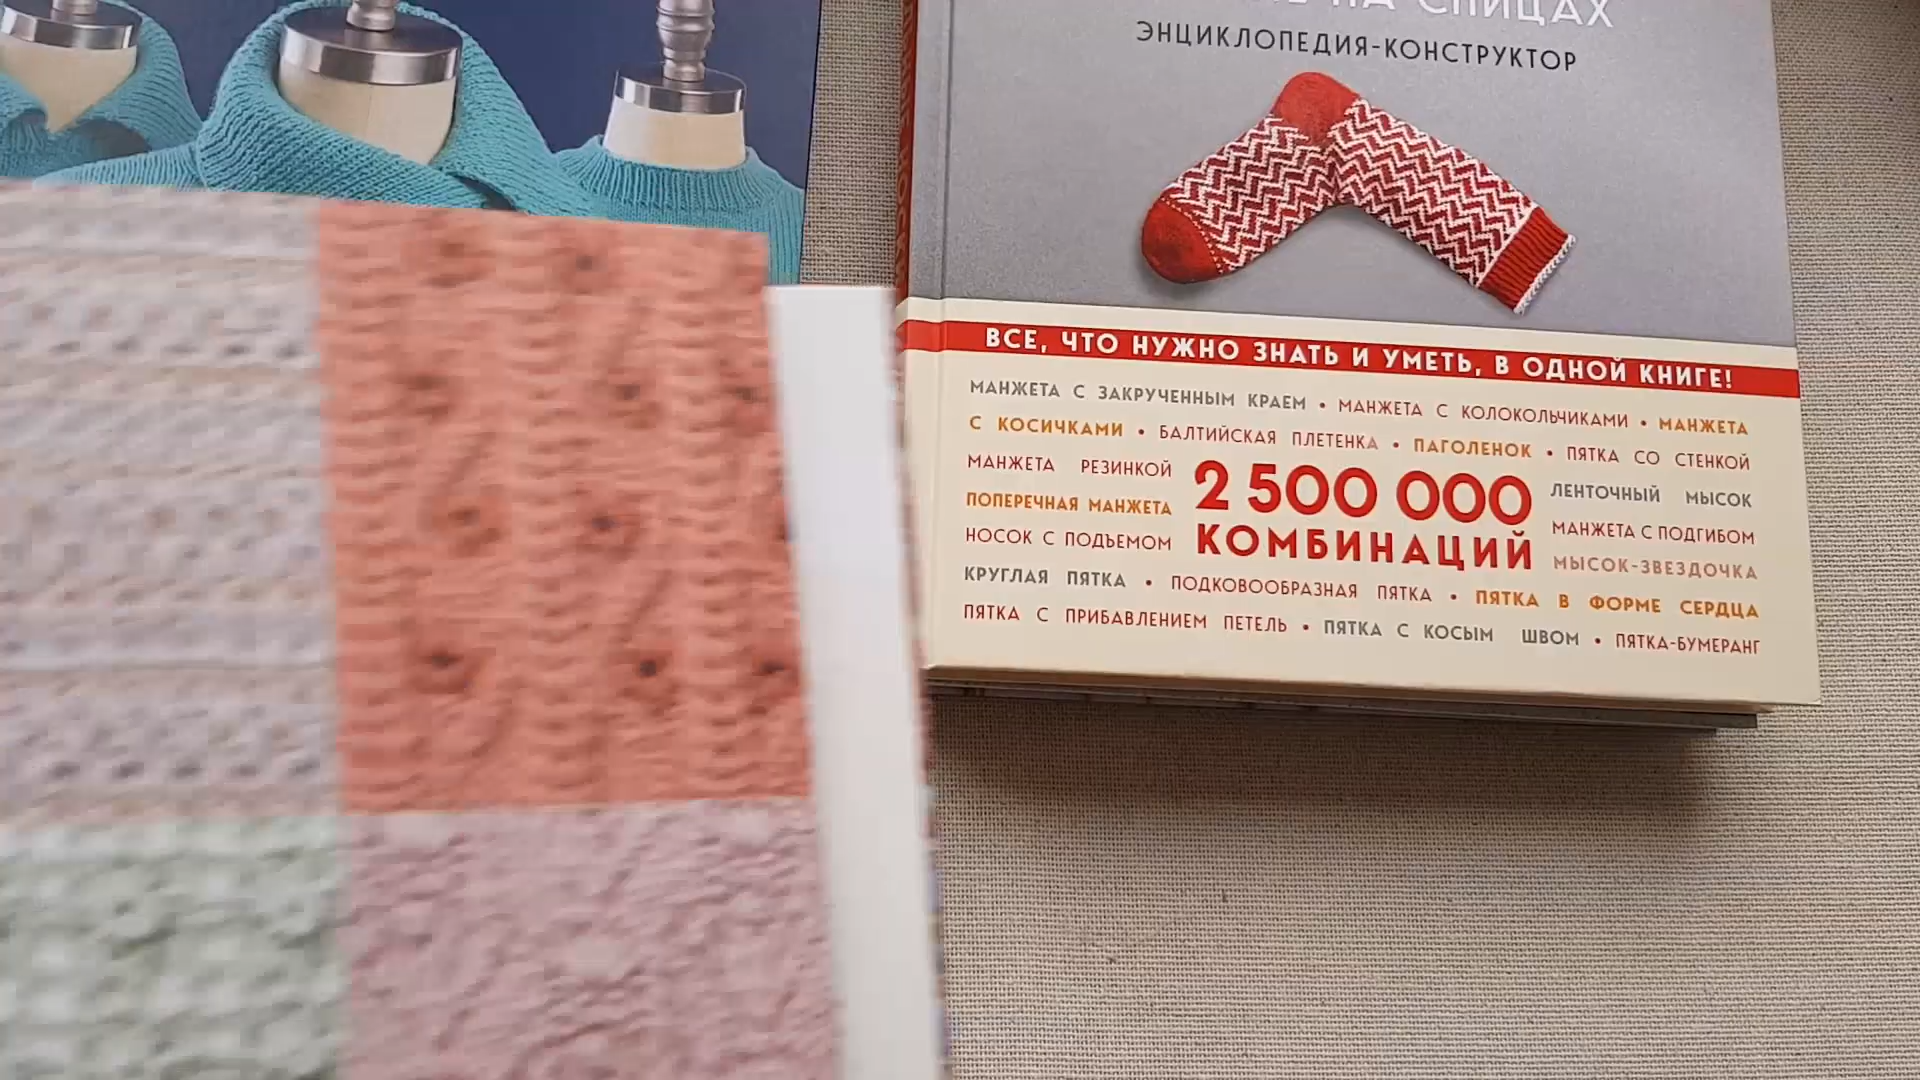 НА СПИЦАХ
ЭНЦИКЛОПЕДИЯ-КОНСТРУКТОР
ВСЕ, ЧТО НУЖНО ЗНАТЬ И УМЕТЬ, В ОДНОЙ КНИГЕ!
МАНЖЕТА С ЗАКРУЧЕННЫМ КРАЕМ • МАНЖЕТА С КОЛОКОЛЬЧИКАМИ • МАНЖЕТА
С КОСИЧКАМИ • БАЛТИЙСКАЯ ПЛЕТЕНКА • ПАГОЛЕНОК • ПЯТКА СО СТЕНКОЙ
МАНЖЕТА РЕЗИНКОЙ
ПОПЕРЕЧНАЯ МАНЖЕТА
НОСОК С ПОДЪЕМОМ
2 500 000
КОМБИНАЦИЙ
ЛЕНТОЧНЫЙ МЫСОК
МАНЖЕТА С ПОДГИБОМ
МЫСОК-ЗВЕЗДОЧКА
КРУГЛАЯ ПЯТКА • ПОДКОВООБРАЗНАЯ ПЯТКА • ПЯТКА В ФОРМЕ СЕРДЦА
ПЯТКА С ПРИБАВЛЕНИЕМ ПЕТЕЛЬ • ПЯТКА С КОСЫМ ШВОМ • ПЯТКА-БУМЕРАНГ